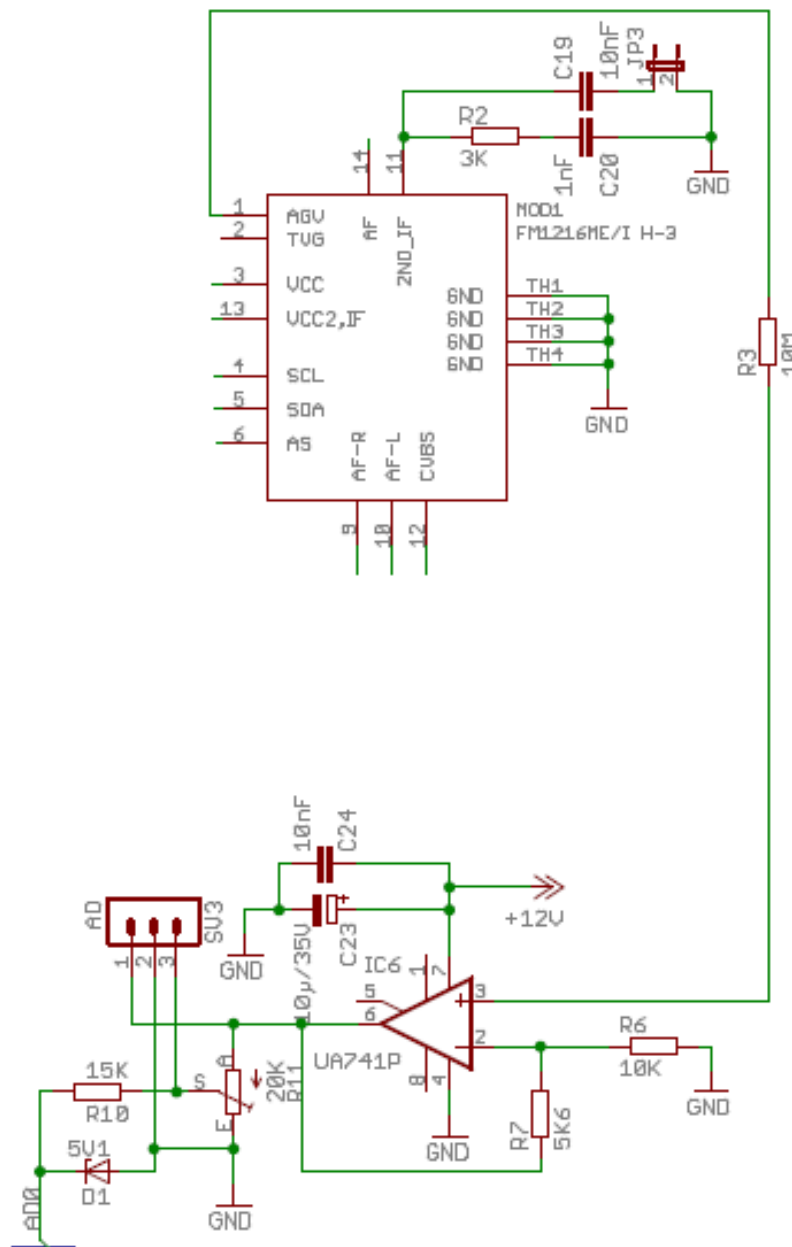 C19
10nF
JP3
1
2
R2
3K
1nF
C20
GND
14
11
1
AGV
AF
2ND_IF
MOD1
FM1216ME/I H-3
2
TVG
3
VCC
13
VCC2,IF
4
SCL
5
SDA
6
AS
GND
TH1
GND
TH2
GND
TH3
GND
TH4
GND
AF-R
AF-L
CVBS
9
10
12
R3
10M
10nF
C24
+12V
10µ/35V
C23
+
GND
AD
SV3
1
2
3
IC6
1
7
5
6
3
2
8
4
UA741P
GND
R6
10K
GND
R7
5K6
15K
R10
S
A
E
20K
R11
5V1
D1
GND
AD0